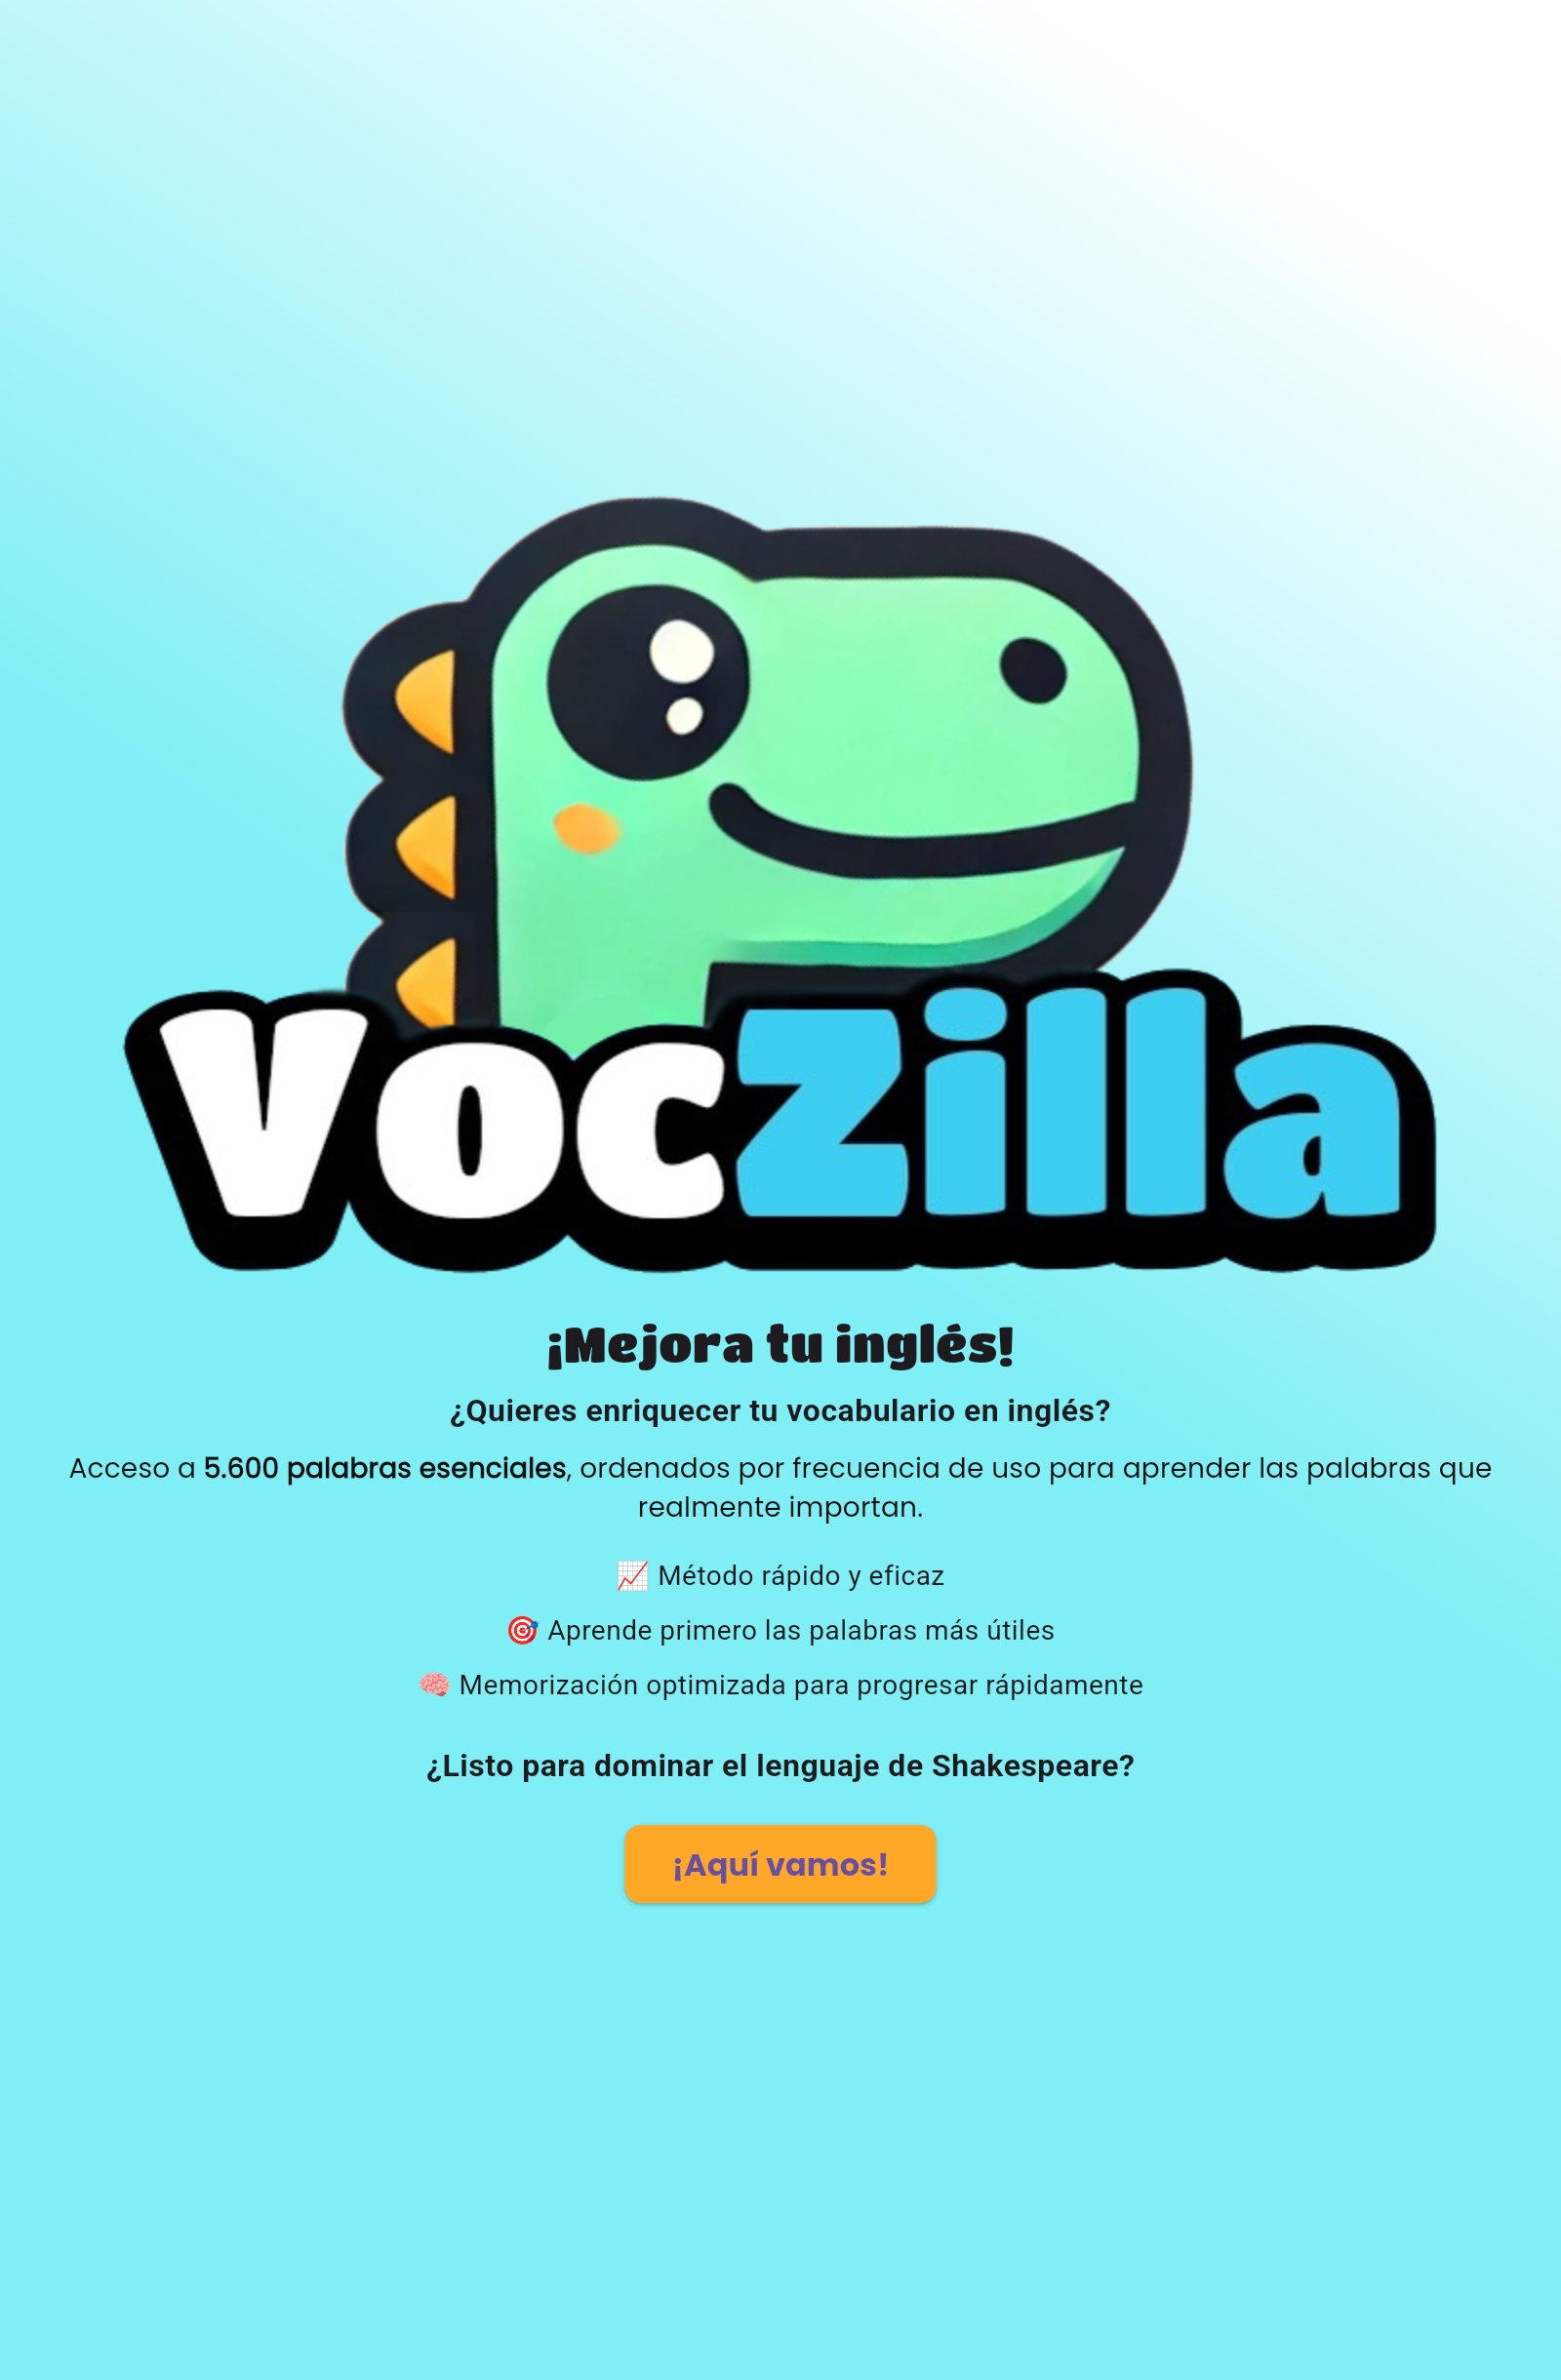 VocZilla
¡Mejora tu inglés!
¿Quieres enriquecer tu vocabulario en inglés?
Acceso a 5.600 palabras esenciales, ordenados por frecuencia de uso para aprender las palabras que
realmente importan.
📈 Método rápido y eficaz
🎯 Aprende primero las palabras más útiles
🧠 Memorización optimizada para progresar rápidamente
¿Listo para dominar el lenguaje de Shakespeare?
¡Aquí vamos!